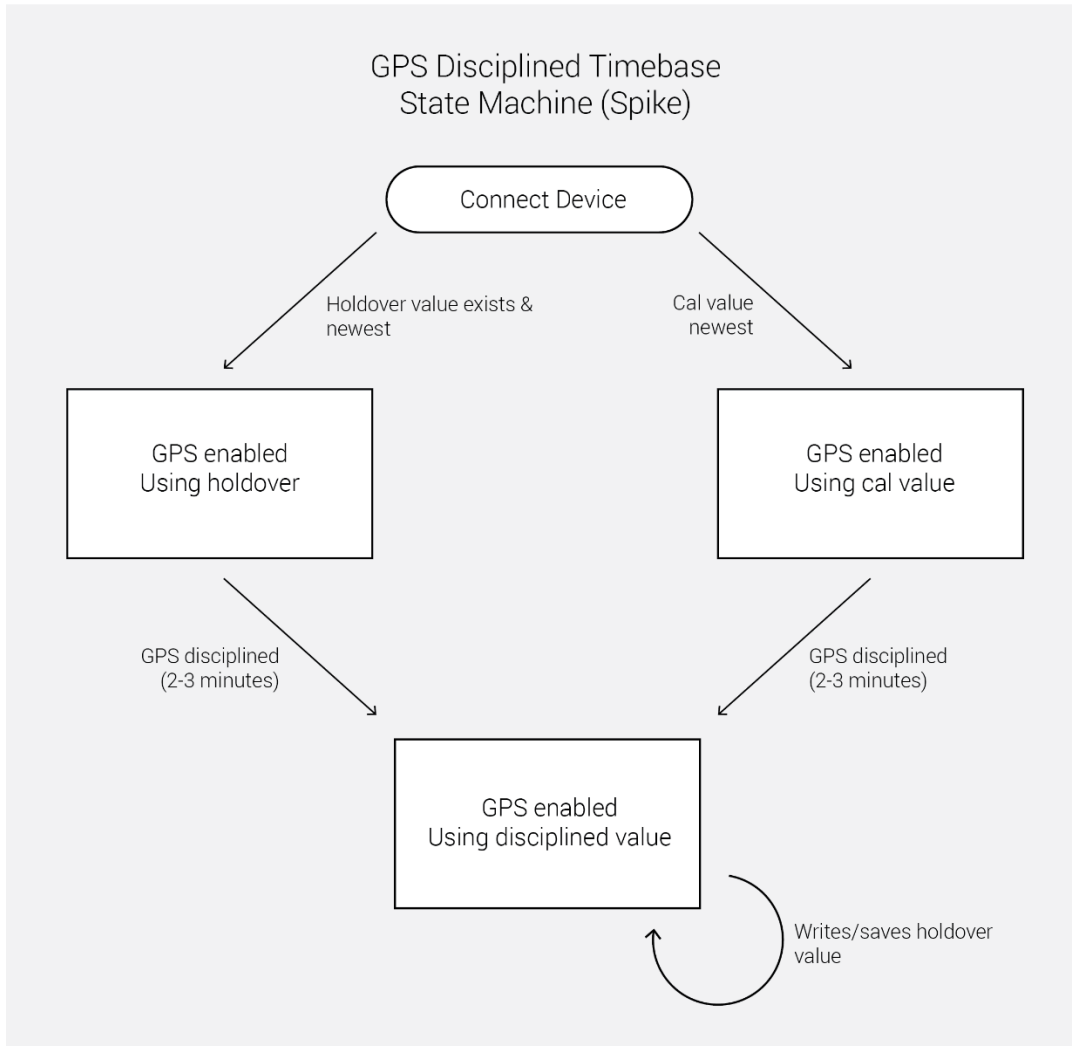 GPS Disciplined Timebase
State Machine (Spike)
Connect Device
Holdover value exists &
newest
Cal value
newest
GPS enabled
Using holdover
GPS enabled
Using cal value
GPS disciplined
(2-3 minutes)
GPS disciplined
(2-3 minutes)
GPS enabled
Using disciplined value
Writes/saves holdover
value